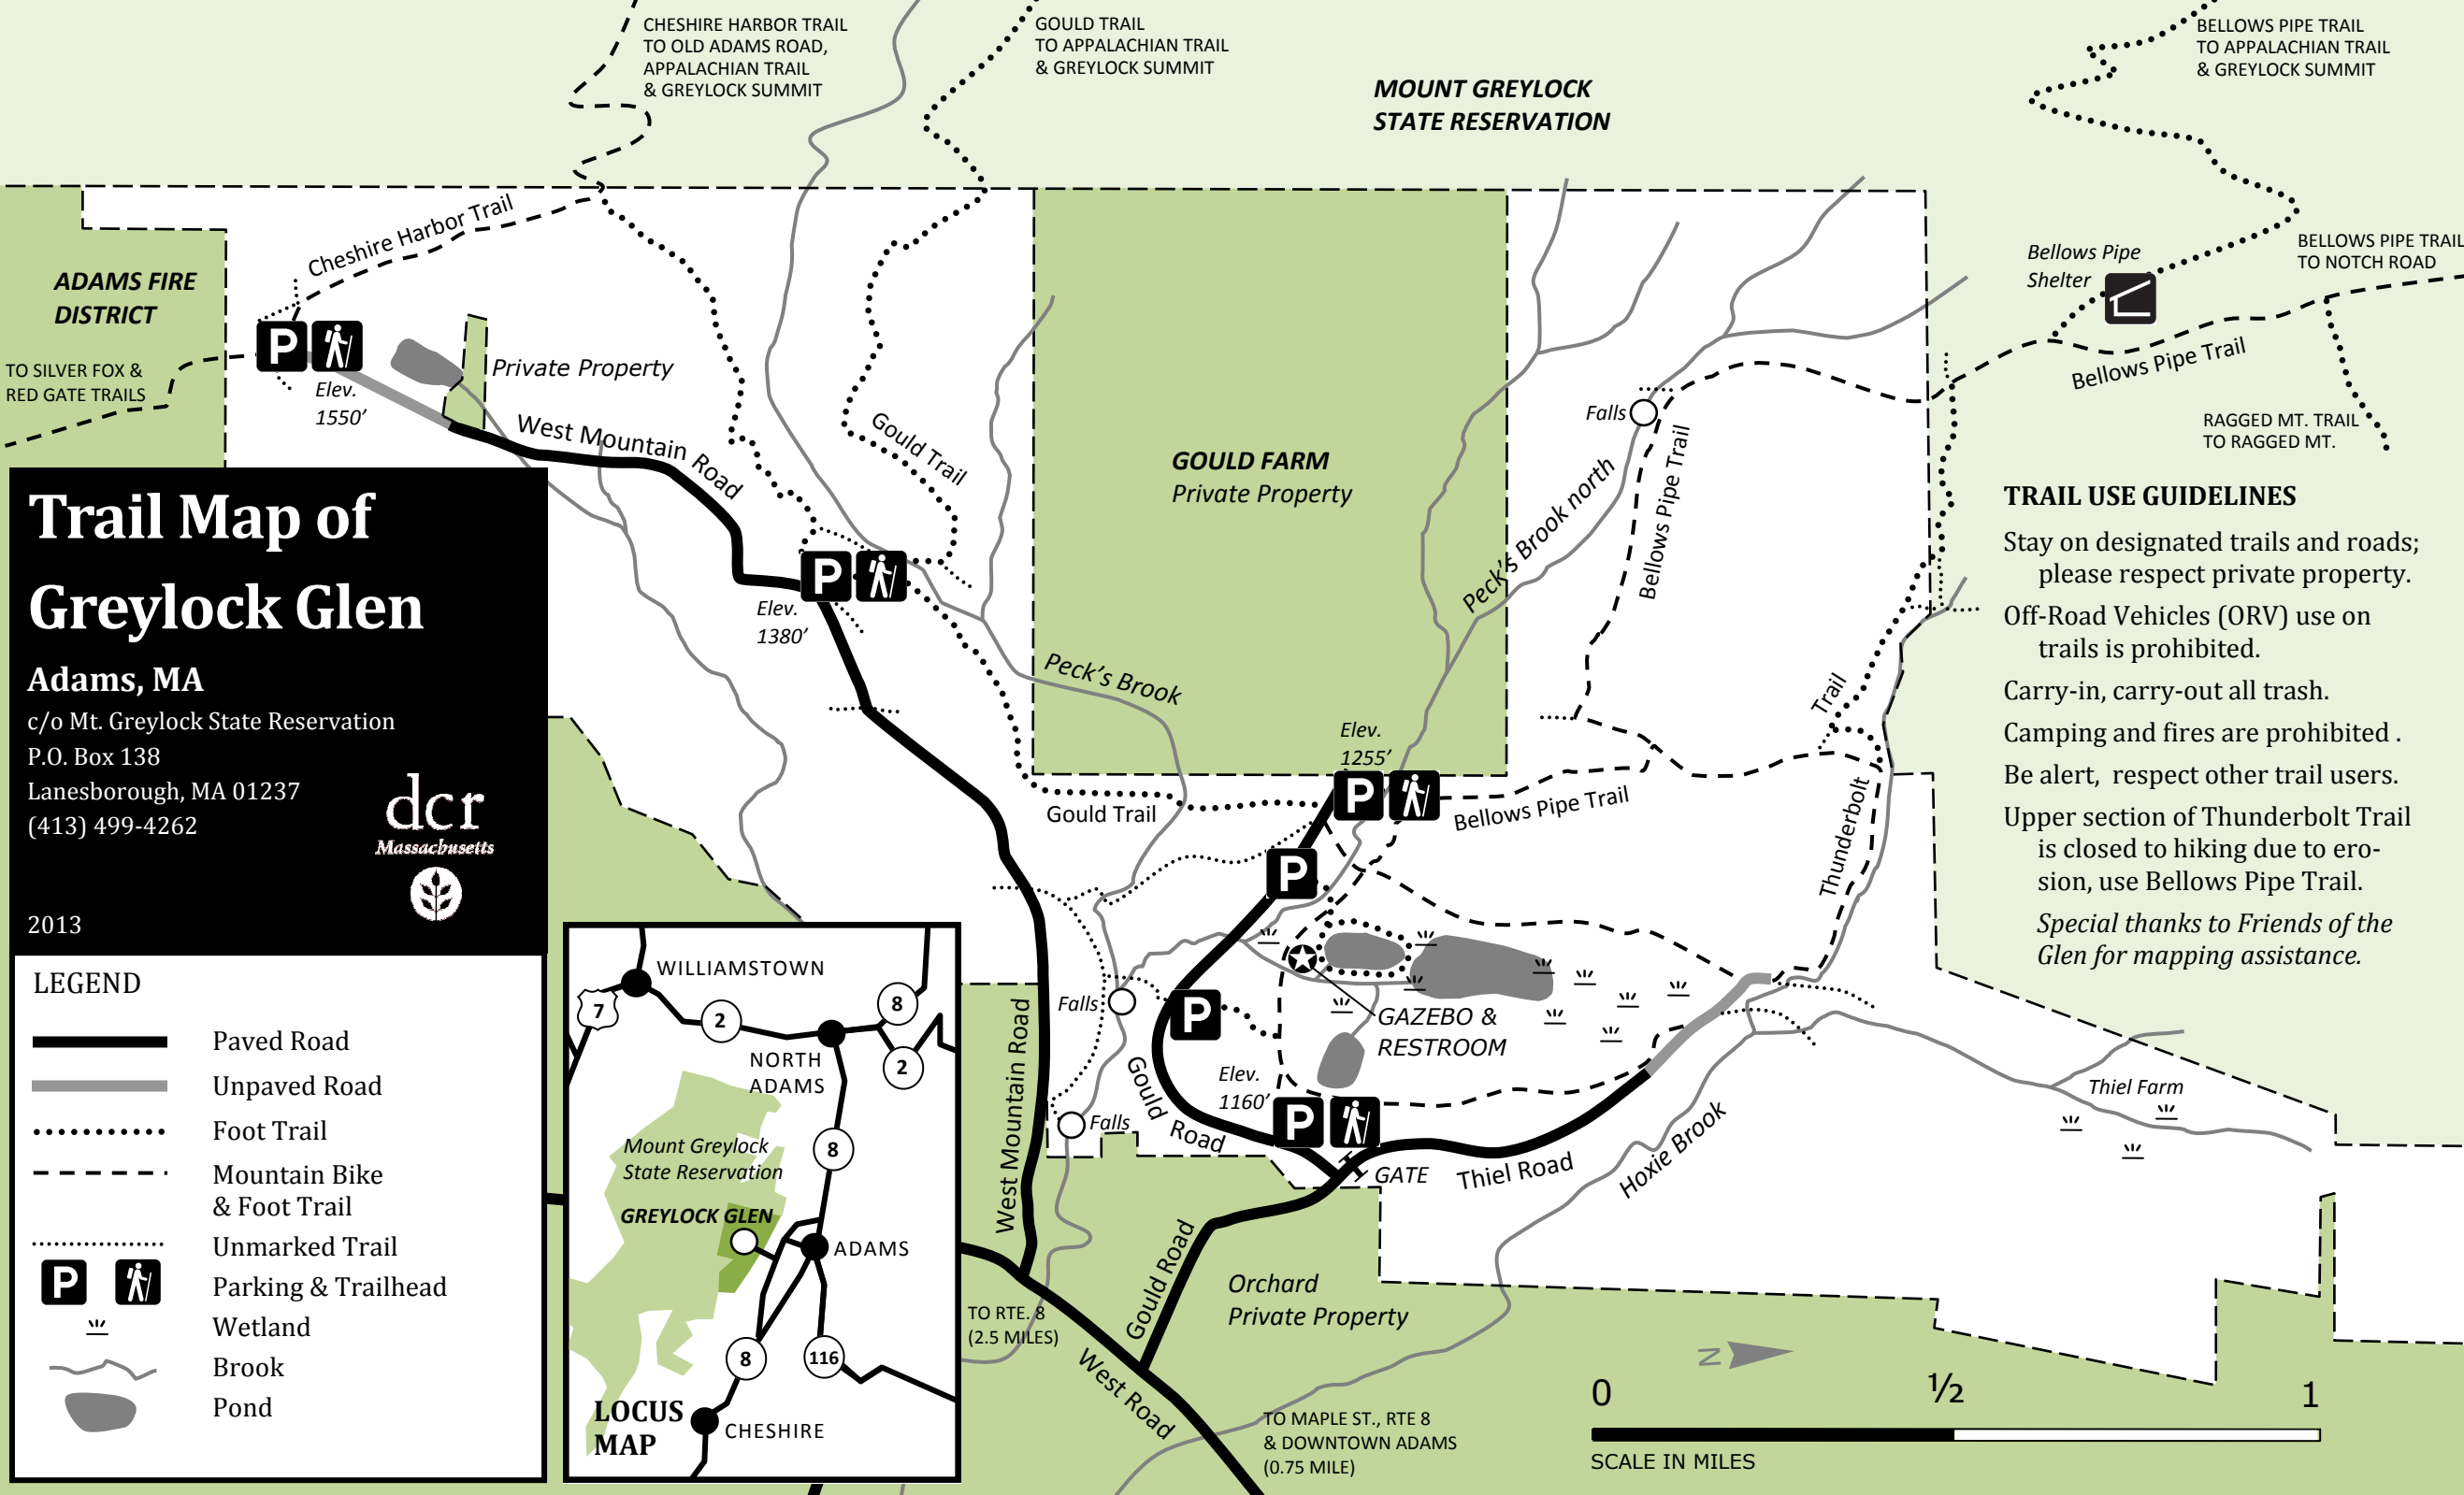 CHESHIRE HARBOR TRAIL
TO OLD ADAMS ROAD,
APPALACHIAN TRAIL
& GREYLOCK SUMMIT
GOULD TRAIL
TO APPALACHIAN TRAIL
& GREYLOCK SUMMIT
MOUNT GREYLOCK
STATE RESERVATION
BELLOWS PIPE TRAIL
TO APPALACHIAN TRAIL
& GREYLOCK SUMMIT
Cheshire Harbor Trail
ADAMS FIRE
DISTRICT
TO SILVER FOX &
RED GATE TRAILS
P
Elev.
1550’
Private Property
West Mountain Road
Gould Trail
P
Elev.
1380’
GOULD FARM
Private Property
Peck’s Brook
Peck’s Brook north
Falls
Bellows Pipe Trail
Bellows Pipe
Shelter
BELLOWS PIPE TRAIL
TO NOTCH ROAD
Bellows Pipe Trail
RAGGED MT. TRAIL
TO RAGGED MT.
TRAIL USE GUIDELINES
Stay on designated trails and roads;
please respect private property.
Off-Road Vehicles (ORV) use on
trails is prohibited.
Carry-in, carry-out all trash.
Camping and fires are prohibited .
Be alert, respect other trail users.
Upper section of Thunderbolt Trail
is closed to hiking due to ero-
sion, use Bellows Pipe Trail.
Special thanks to Friends of the
Glen for mapping assistance.
Trail Map of
Greylock Glen
Adams, MA
c/o Mt. Greylock State Reservation
P.O. Box 138
Lanesborough, MA 01237
(413) 499-4262
dcr
Massachusetts
2013
Elev.
1255’
P
Gould Trail
Bellows Pipe Trail
Thunderbolt
Trail
P
P
Falls
Falls
GAZEBO &
RESTROOM
Elev.
1160’
P
Gould Road
West Mountain Road
GATE
Thiel Road
Hoxie Brook
Thiel Farm
Gould Road
Orchard
Private Property
TO RTE. 8
(2.5 MILES)
West Road
TO MAPLE ST., RTE 8
& DOWNTOWN ADAMS
(0.75 MILE)
N
0
½
1
SCALE IN MILES
LEGEND
Paved Road
Unpaved Road
Foot Trail
Mountain Bike
& Foot Trail
Unmarked Trail
P
Parking & Trailhead
Wetland
Brook
Pond
WILLIAMSTOWN
7
2
8
NORTH
ADAMS
2
Mount Greylock
State Reservation
8
GREYLOCK GLEN
ADAMS
8
116
LOCUS
MAP
CHESHIRE